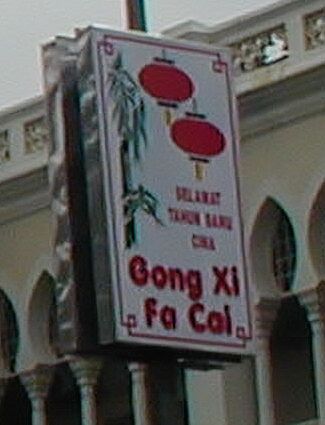 SELAMAT
TAHUN BARU
CINA
Gong Xi
Fa Cai